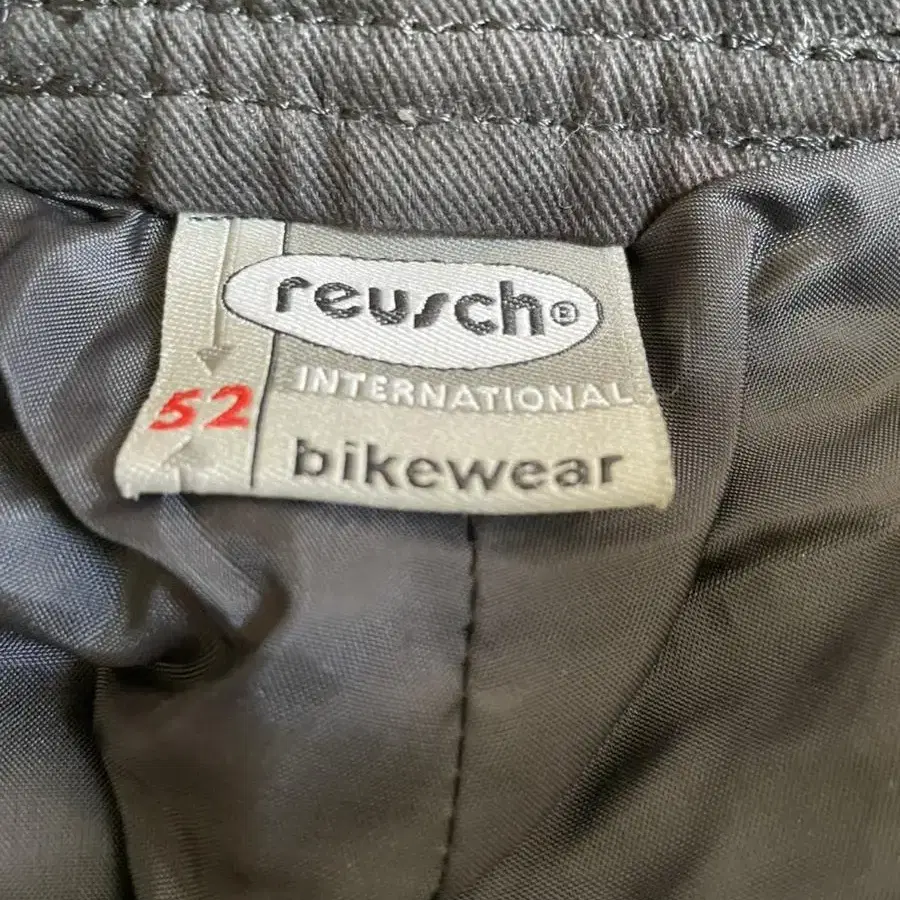 reusch®
INTERNATIONAL
52
bikewear